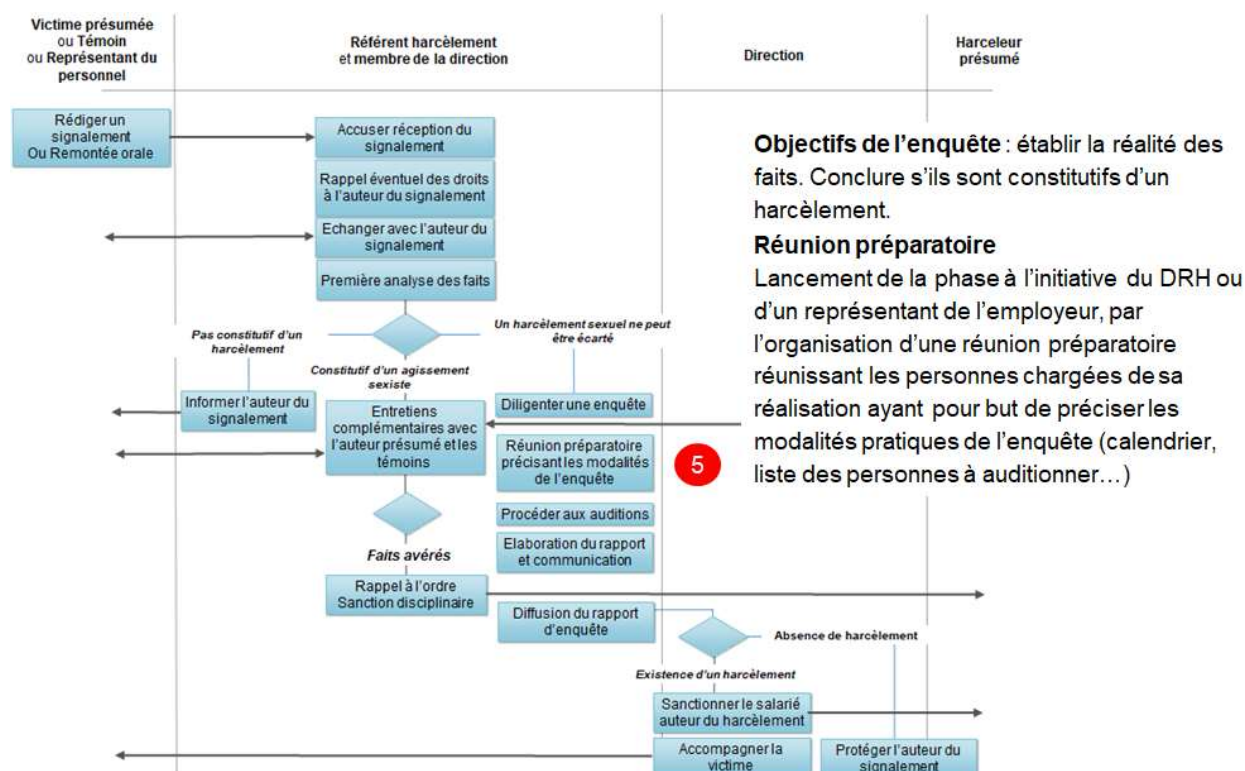 Victime présumée
ou Témoin
ou Représentant du
personnel
Référent harcèlement
et membre de la direction
Direction
Harceleur
présumé
Rédiger un
signalement
Ou Remontée orale
Accuser réception du
signalement
Rappel éventuel des droits
à l'auteur du signalement
Echanger avec l'auteur du
signalement
Première analyse des faits
Pas constitutif d'un
harcèlement
Un harcèlement sexuel ne peut
être écarté
Constitutif d'un agissement
sexiste
Informer l'auteur du
signalement
Entretiens
complémentaires avec
l'auteur présumé et les
témoins
Diligenter une enquête
Réunion préparatoire
précisant les modalités
de l'enquête
5
Procéder aux auditions
Elaboration du rapport
et communication
Faits avérés
Rappel à l'ordre
Sanction disciplinaire
Diffusion du rapport
d'enquête
Absence de harcèlement
Existence d'un harcèlement
Sanctionner le salarié
auteur du harcèlement
Accompagner la
victime
Protéger l'auteur du
signalement
Objectifs de l'enquête : établir la réalité des
faits. Conclure s'ils sont constitutifs d'un
harcèlement.
Réunion préparatoire
Lancement de la phase à l'initiative du DRH ou
d'un représentant de l'employeur, par
l'organisation d'une réunion préparatoire
réunissant les personnes chargées de sa
réalisation ayant pour but de préciser les
modalités pratiques de l'enquête (calendrier,
liste des personnes à auditionner…)